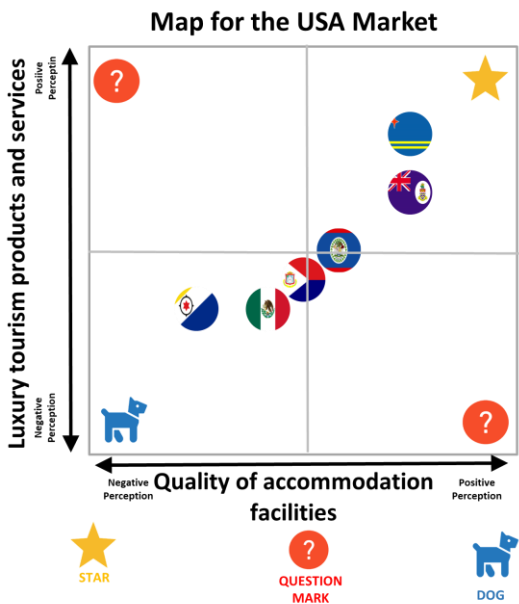 Map for the USA Market
Posiive
Perceptin
Luxury tourism products and services
Negative
Perception
?
?
Negative
Perception
Quality of accommodation
facilities
Positive
Perception
STAR
?
QUESTION
MARK
DOG